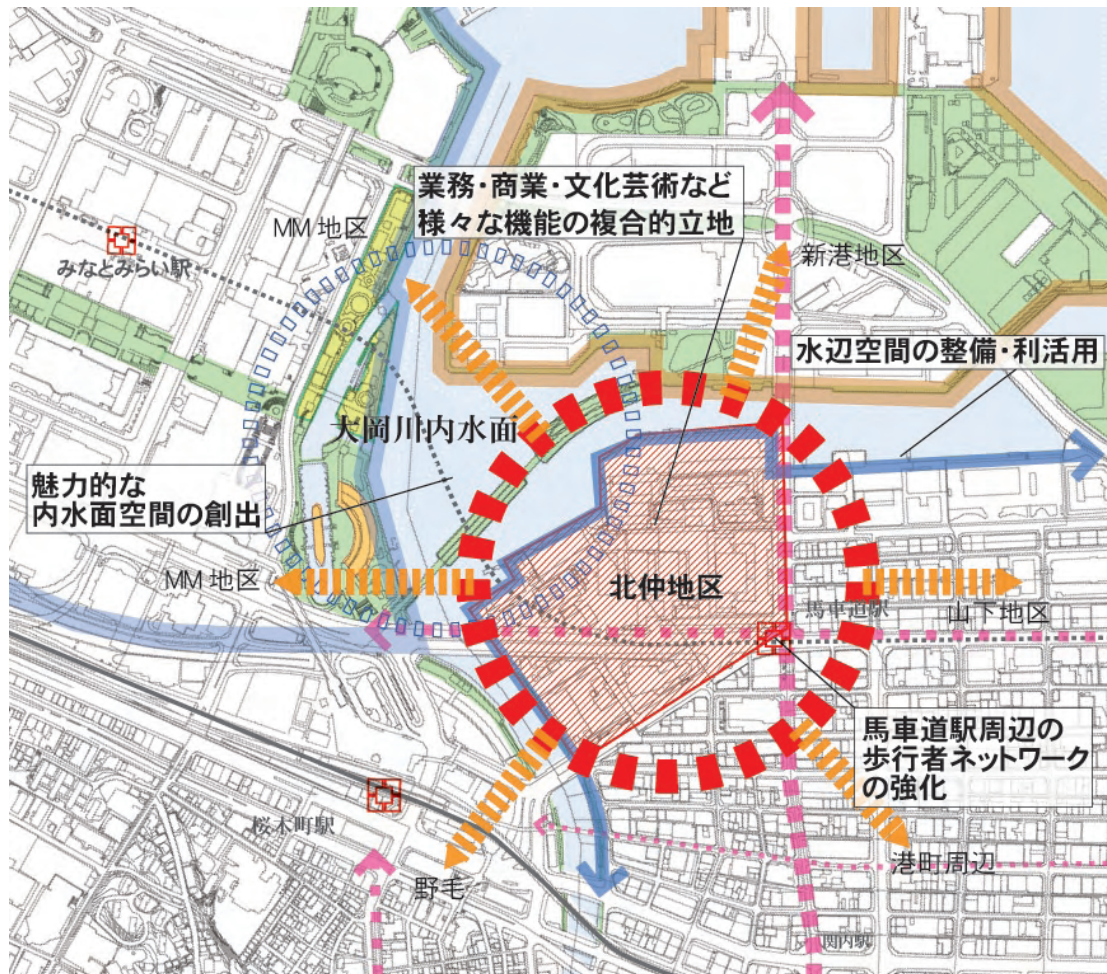 業務・商業・文化芸術など
様々な機能の複合的立地
MM地区
みなとみらい駅
新港地区
水辺空間の整備・利活用
大岡川内水面
魅力的な
内水面空間の創出
MM地区
北仲地区
馬車道駅
山下地区
馬車道駅周辺の
歩行者ネットワーク
の強化
桜木町駅
港町周辺
野毛
関内駅